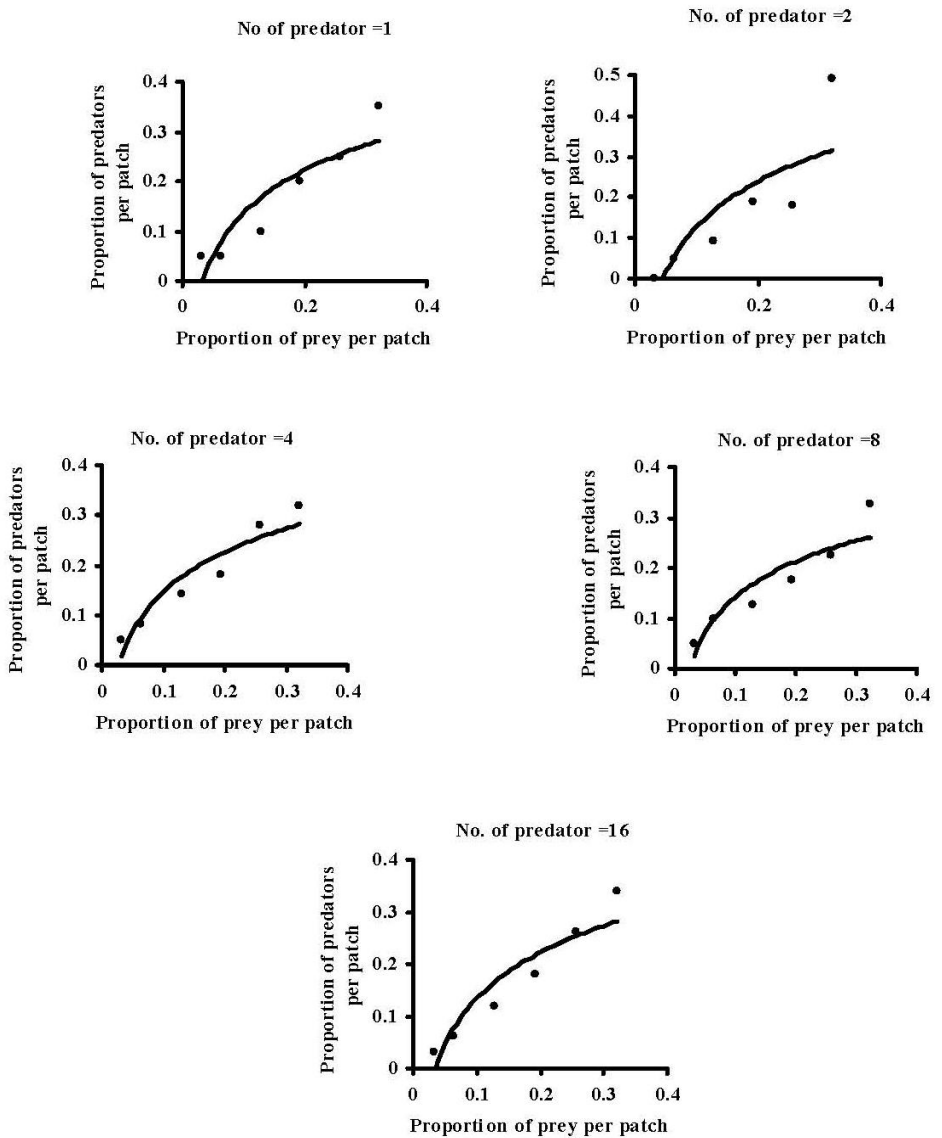 No of predator =1
Proportion of predators
per patch
0.4
0.3
0.2
0.1
0
0
0.2
0.4
Proportion of prey per patch
No. of predator =2
Proportion of predators
per patch
0.5
0.3
0.2
0.1
0
0
0.2
0.4
Proportion of prey per patch
No. of predator =4
Proportion of predators
per patch
0.4
0.3
0.2
0.1
0
0
0.1
0.2
0.3
0.4
Proportion of prey per patch
No. of predator =8
Proportion of predators
per patch
0.4
0.3
0.2
0.1
0
0
0.1
0.2
0.3
0.4
Proportion of prey per patch
No. of predator =16
Proportion of predators
per patch
0.4
0.3
0.2
0.1
0
0
0.1
0.2
0.3
0.4
Proportion of prey per patch